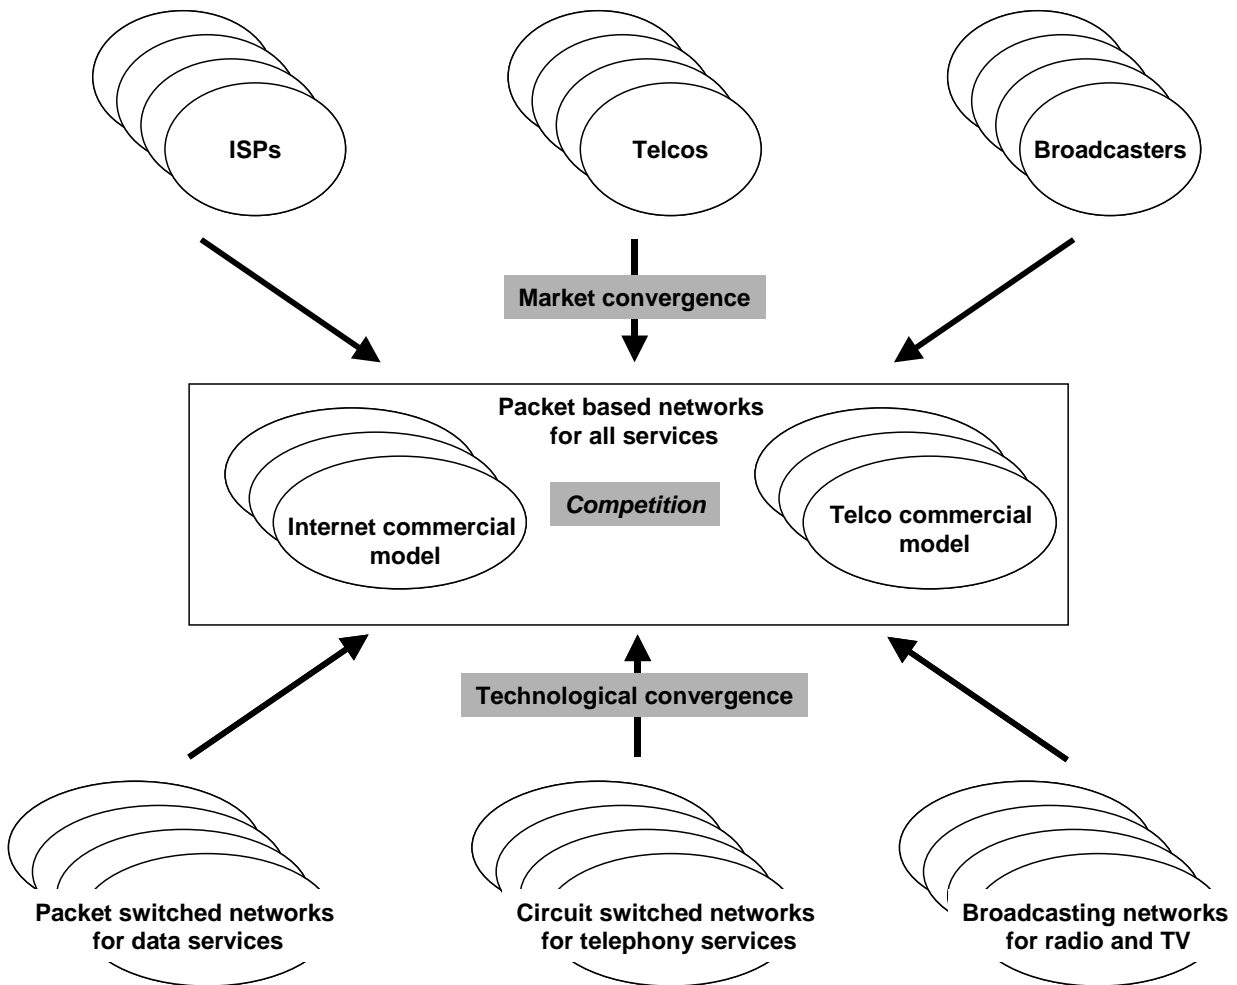 ISPs
Telcos
Broadcasters
Market convergence
Packet based networks
for all services
Competition
Internet commercial
model
Telco commercial
model
Technological convergence
Packet switched networks
for data services
Circuit switched networks
for telephony services
Broadcasting networks
for radio and TV